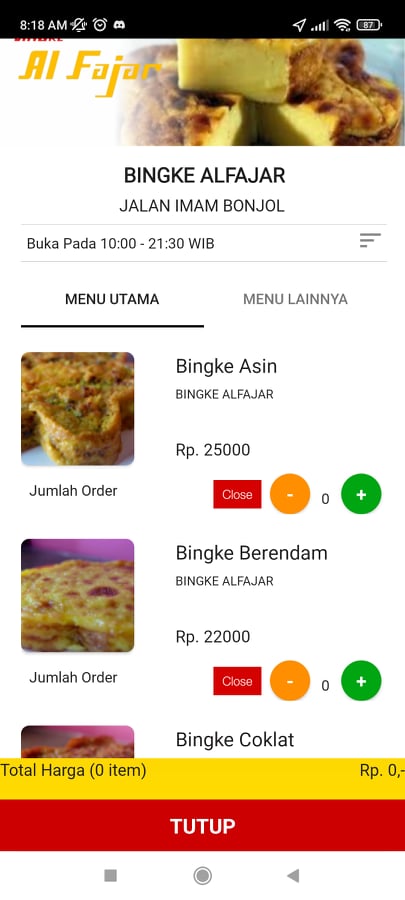 8:18 AM
87
BINGKE
Al Fajar
BINGKE ALFAJAR
JALAN IMAM BONJOL
Buka Pada 10:00 - 21:30 WIB
MENU UTAMA
MENU LAINNYA
Bingke Asin
BINGKE ALFAJAR
Rp. 25000
Jumlah Order
Close
-
0
+
Bingke Berendam
BINGKE ALFAJAR
Rp. 22000
Jumlah Order
Close
-
0
+
Bingke Coklat
Total Harga (0 item)
Rp. 0,-
TUTUP